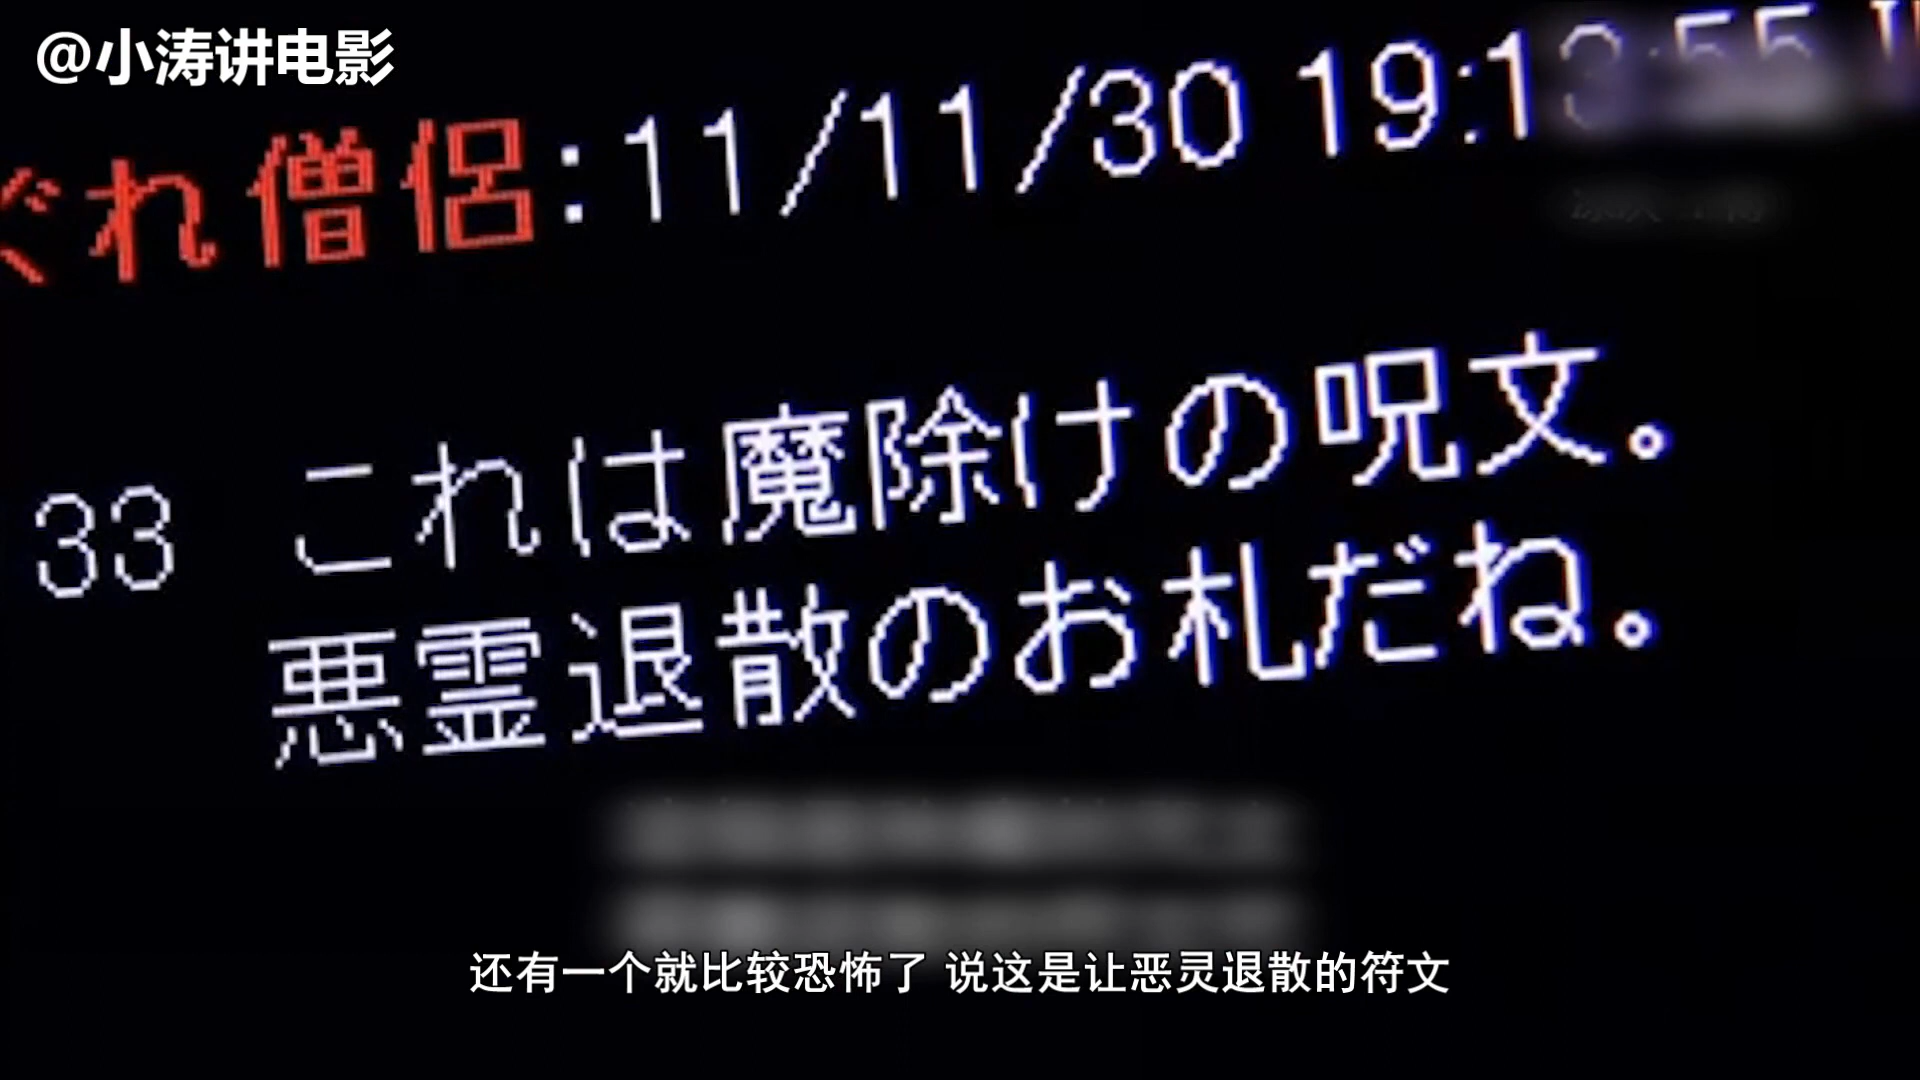 @小涛讲电影
ぐれ僧侶:11/11/30 19:13:55
33 これは魔除けの呪文。
悪霊退散のお札だね。
还有一个就比较恐怖了 说这是让恶灵退散的符文